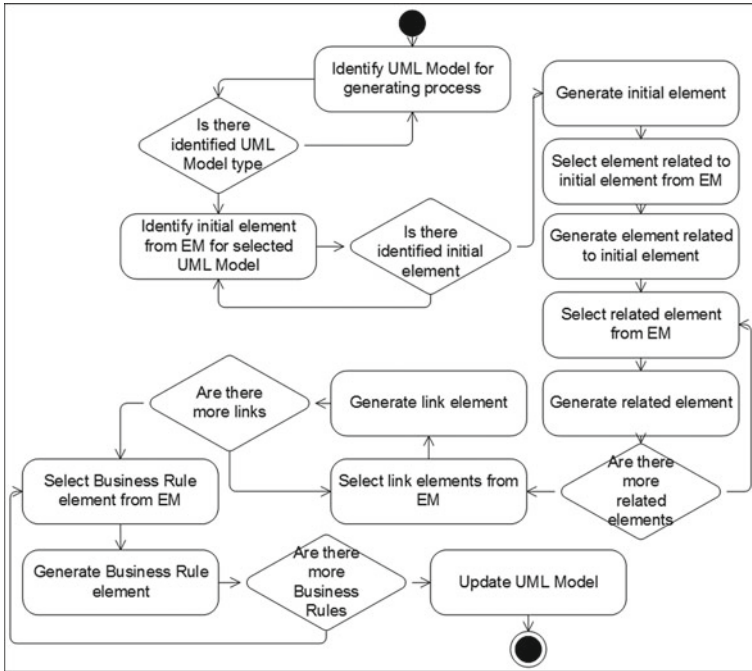 Identify UML Model for
generating process
Is there
identified UML
Model type
Identify initial element
from EM for selected
UML Model
Is there
identified initial
element
Generate initial element
Select element related to
initial element from EM
Generate element related
to initial element
Select related element
from EM
Generate related element
Are there
more
related
elements
Select link elements from
EM
Generate link element
Are there
more links
Select Business Rule
element from EM
Generate Business Rule
element
Are there
more
Business
Rules
Update UML Model